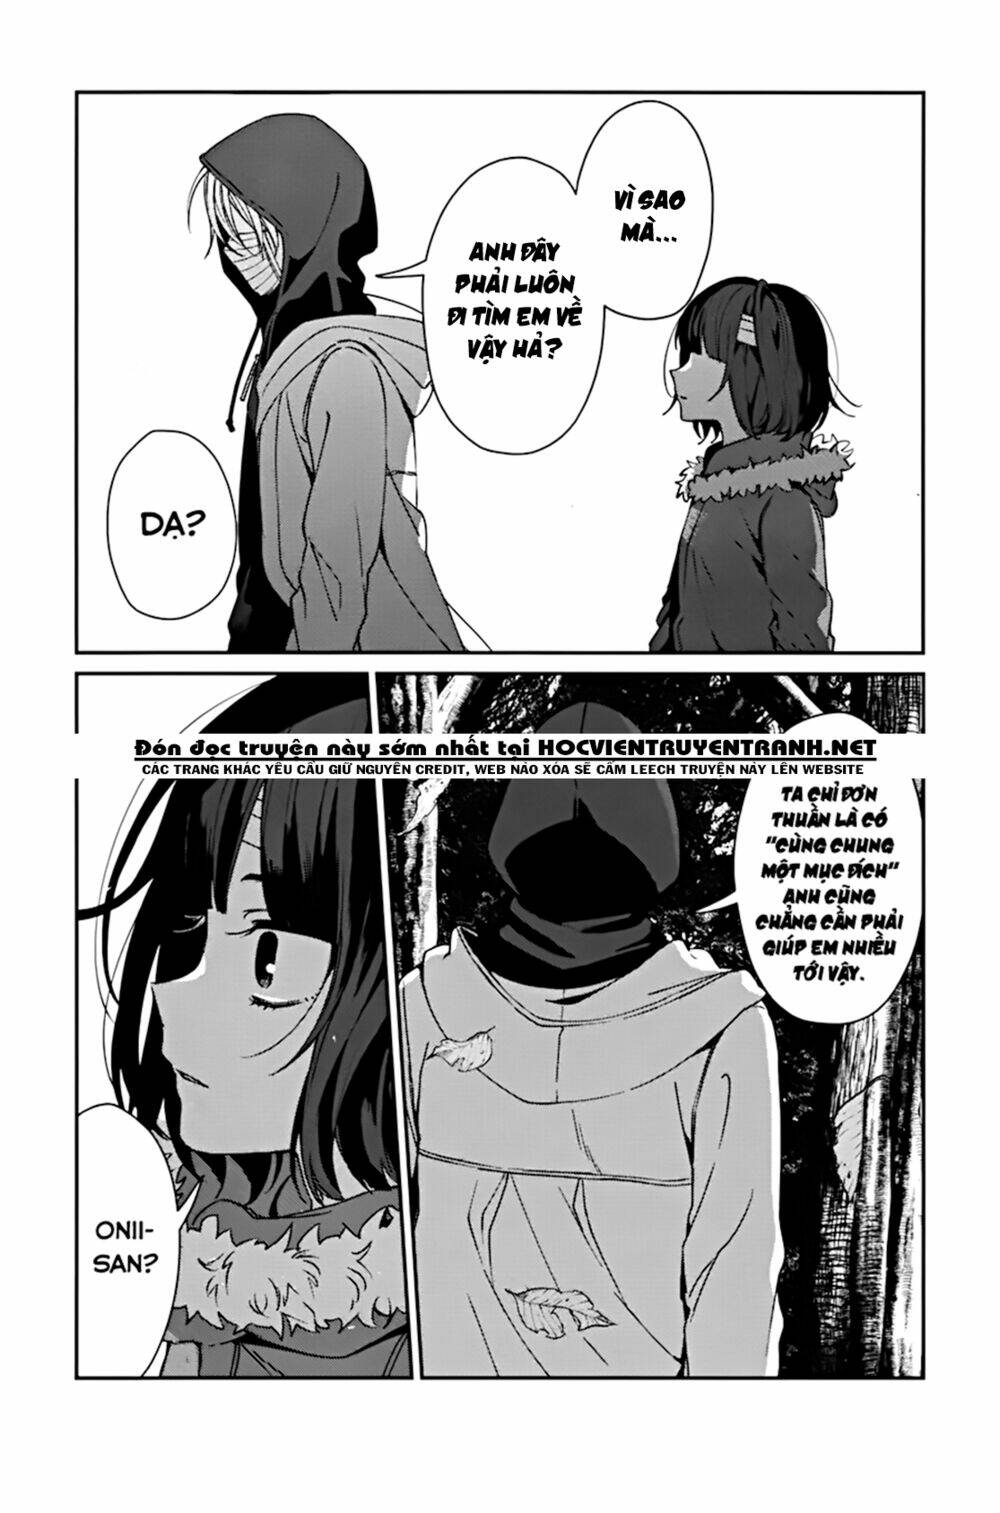 VÌ SAO
MÀ...
ANH ĐÂY
PHẢI LUÔN
ĐI TÌM EM VỀ
VẬY HẢ?
DẠ?
Đón đọc truyện này sớm nhất tại HOCVIENTRUYENTRANH.NET
CÁC TRANG KHÁC YÊU CẦU GIỮ NGUYÊN CREDIT, WEB NÀO XÓA SẼ CẤM LEECH TRUYỆN NÀY LÊN WEBSITE
TA CHỈ ĐƠN
THUẦN LÀ CÓ
"CÙNG CHUNG
MỘT MỤC ĐÍCH"
ANH CŨNG
CHẲNG CẦN PHẢI
GIÚP EM NHIỀU
TỚI VẬY.
ONII-
SAN?